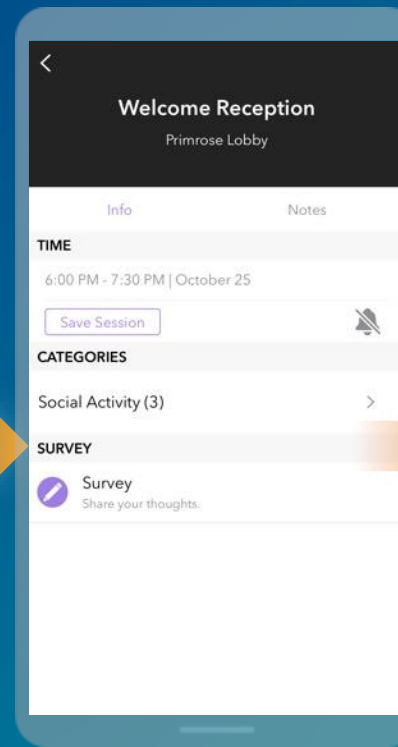 Welcome Reception
Primrose Lobby
Info Notes
TIME
6:00 PM - 7:30 PM | October 25
Save Session
CATEGORIES
Social Activity (3)
SURVEY
Survey
Share your thoughts.